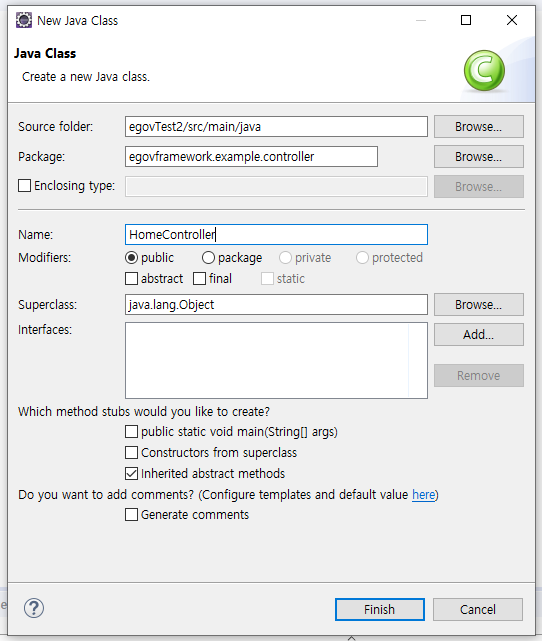 New Java Class
Java Class
Create a new Java class.
Source folder: egovTest2/src/main/java Browse...
Package: egovframework.example.controller Browse...
Enclosing type: Browse...
Name: HomeController
Modifiers: public package private protected
abstract final static
Superclass: java.lang.Object Browse...
Interfaces: Add...
Remove
Which method stubs would you like to create?
public static void main(String[] args)
Constructors from superclass
Inherited abstract methods
Do you want to add comments? (Configure templates and default value here)
Generate comments
? Finish Cancel